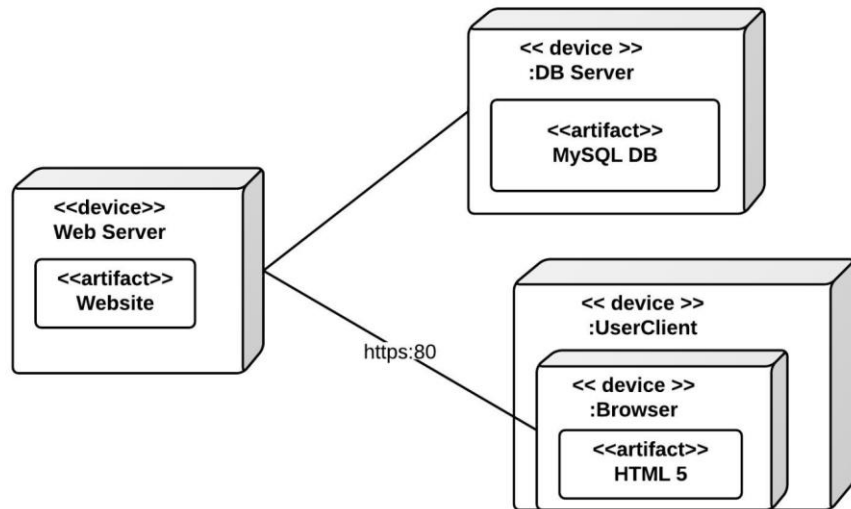 << device >>
:DB Server
<<artifact>>
MySQL DB
<<device>>
Web Server
<<artifact>>
Website
https:80
<< device >>
:UserClient
<< device >>
:Browser
<<artifact>>
HTML 5